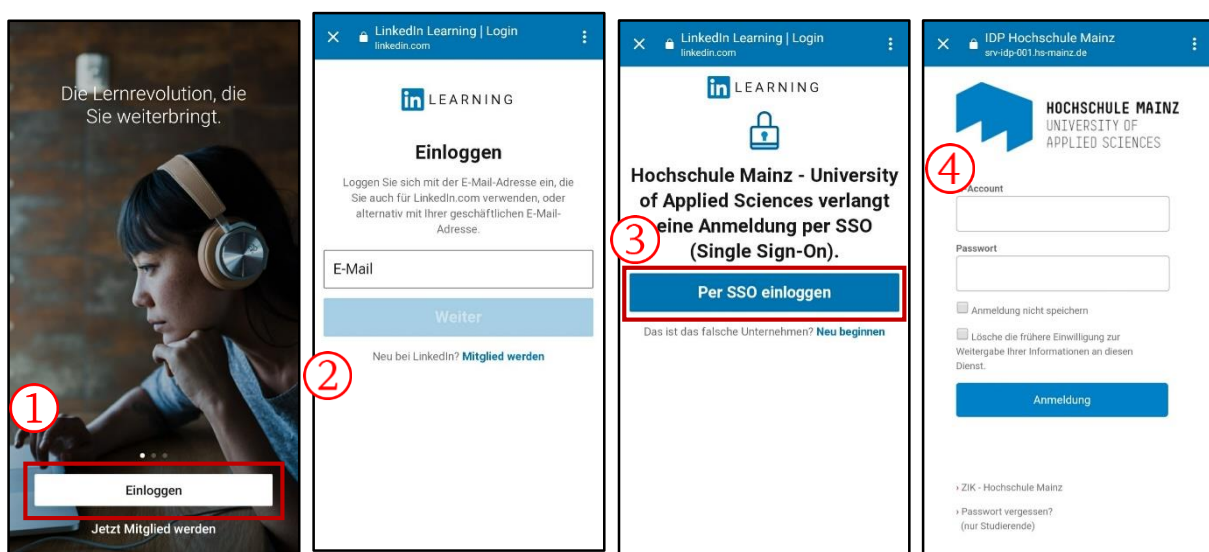 Die Lernrevolution, die
Sie weiterbringt.
1
Einloggen
Jetzt Mitglied werden
LinkedIn Learning | Login
linkedin.com
in LEARNING
Einloggen
Loggen Sie sich mit der E-Mail-Adresse ein, die
Sie auch für LinkedIn.com verwenden, oder
alternativ mit Ihrer geschäftlichen E-Mail-
Adresse.
E-Mail
Weiter
Neu bei LinkedIn? Mitglied werden
2
LinkedIn Learning | Login
linkedin.com
in LEARNING
Hochschule Mainz - University
of Applied Sciences verlangt
eine Anmeldung per SSO
(Single Sign-On).
3
Per SSO einloggen
Das ist das falsche Unternehmen? Neu beginnen
IDP Hochschule Mainz
srv-idp-001.hs-mainz.de
HOCHSCHULE MAINZ
UNIVERSITY OF
APPLIED SCIENCES
4
Account
Passwort
Anmeldung nicht speichern
Lösche die frühere Einwilligung zur
Weitergabe Ihrer Informationen an diesen
Dienst.
Anmeldung
› ZIK - Hochschule Mainz
› Passwort vergessen?
(nur Studierende)